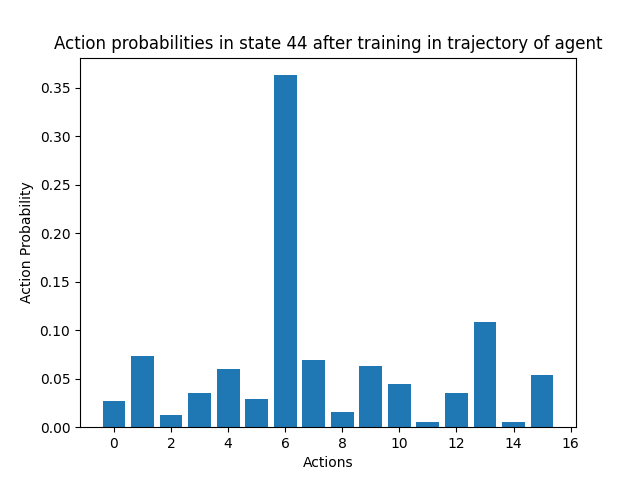 Action probabilities in state 44 after training in trajectory of agent
0.35
0.30
0.25
0.20
0.15
0.10
0.05
0.00
Action Probability
0 2 4 6 8 10 12 14 16
Actions